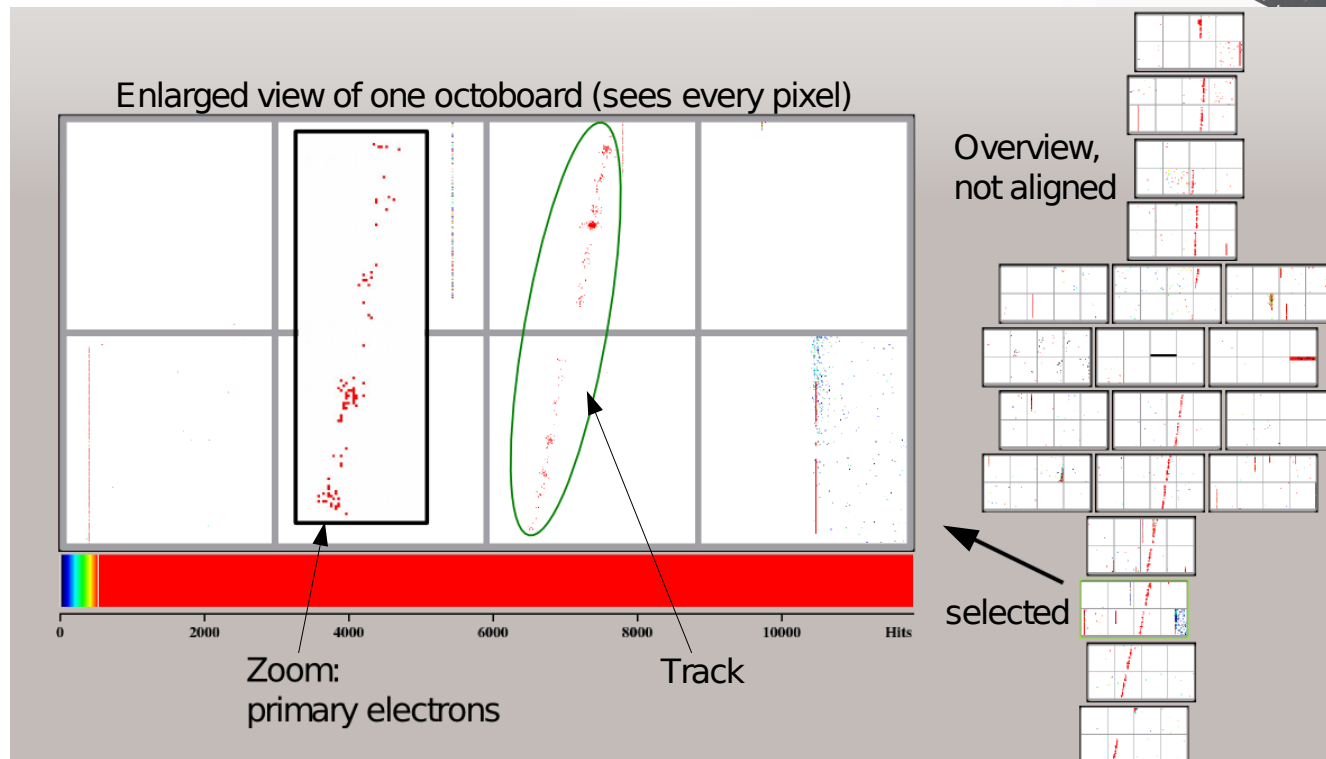 Enlarged view of one octoboard (sees every pixel)
Overview,
not aligned
selected
0 2000 4000 6000 8000 10000 Hits
Zoom:
primary electrons
Track